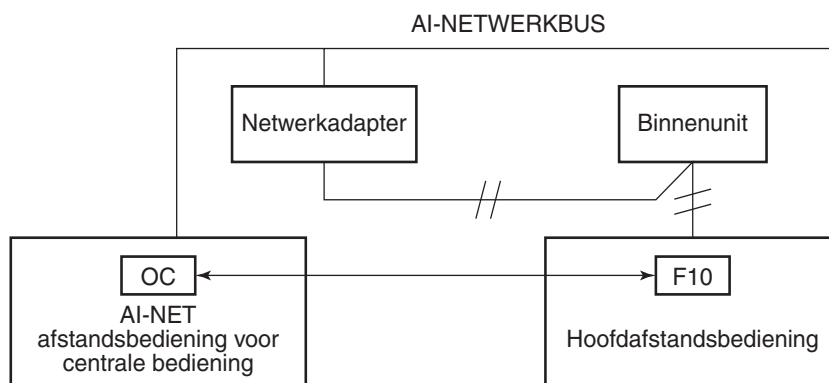 AI-NETWERKBUS
Netwerkadapter
Binnenunit
OC
F10
AI-NET
afstandsbediening voor
centrale bediening
Hoofdafstandsbediening